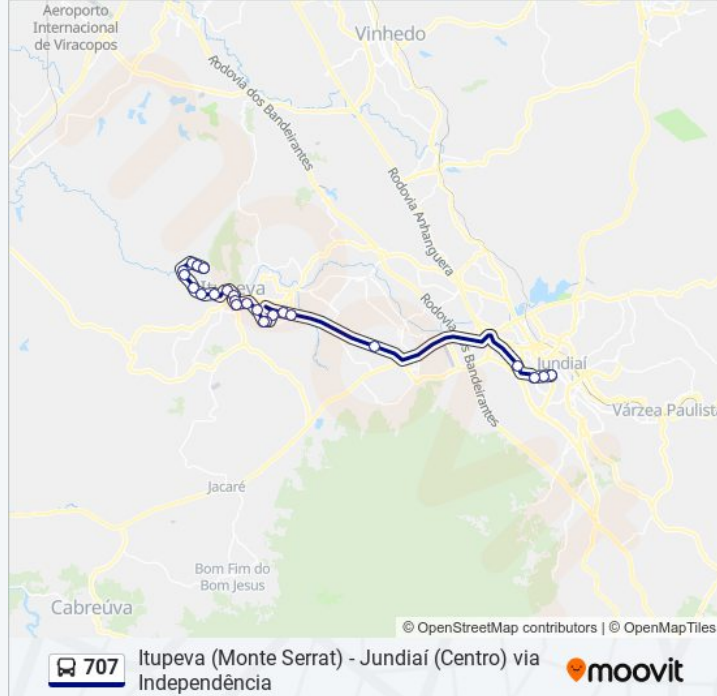 Aeroporto
Internacional
de Viracopos
Vinhedo
Rodovia dos Bandeirantes
Rodovia Anhanguera
Itupeva
Rodovia dos Bandeirantes
Jundiaí
Várzea Paulista
Jacaré
Bom Fim do
Bom Jesus
Cabreúva
© OpenStreetMap contributors | © OpenMapTiles
707
Itupeva (Monte Serrat) - Jundiaí (Centro) via
Independência
moovit